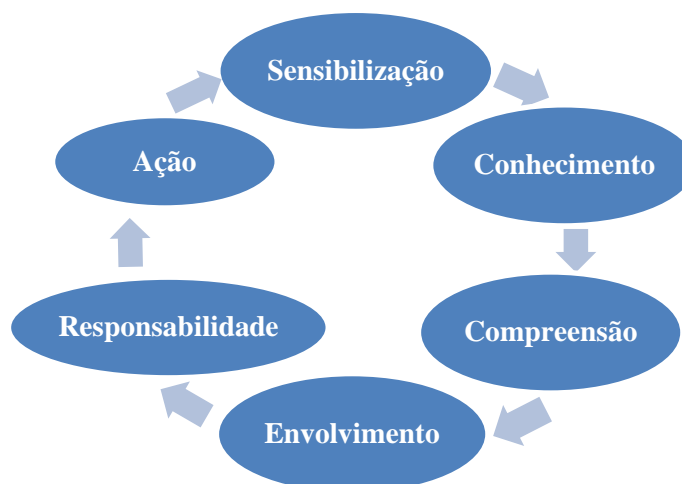 Sensibilização
Conhecimento
Compreensão
Envolvimento
Responsabilidade
Ação